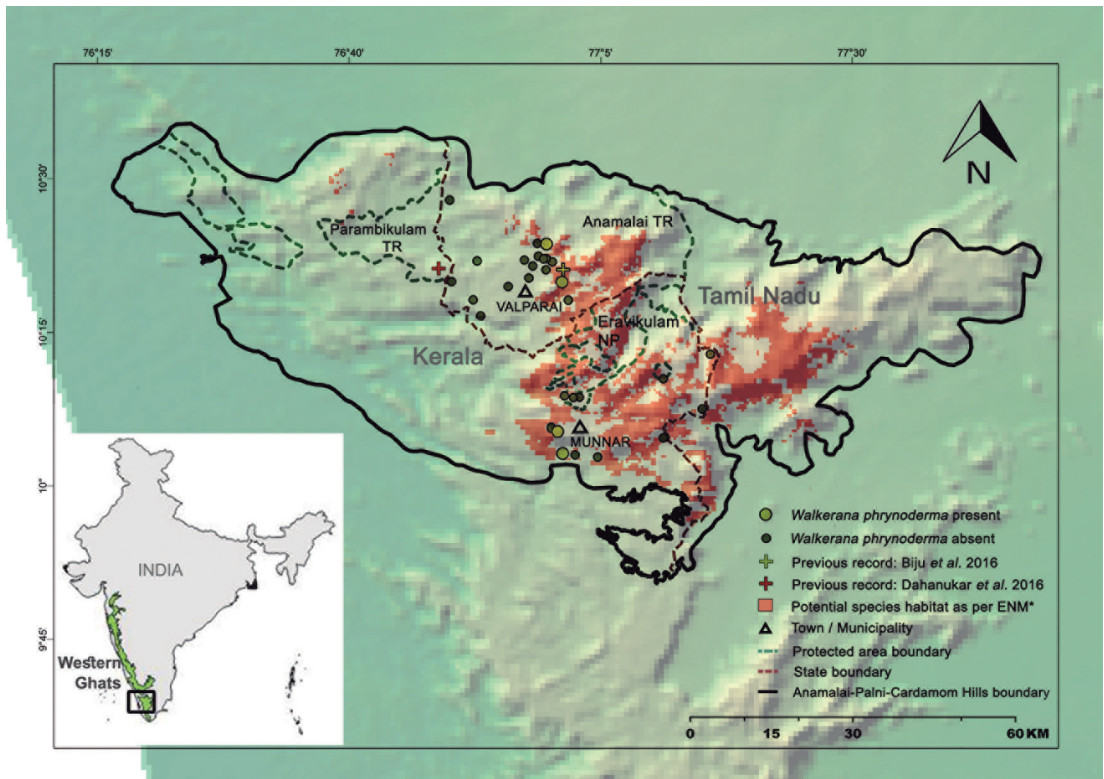 76°15'
76°40'
77°5'
77°30'
10°30'
10°15'
10°
9°45'
N
Anamalai TR
Parambikulam
TR
VALPARAI
Tamil Nadu
Eravikulam
NP
Kerala
MUNNAR
INDIA
Western
Ghats
Walkerana phrynoderma present
Walkerana phrynoderma absent
Previous record: Biju et al. 2016
Previous record: Dahanukar et al. 2016
Potential species habitat as per ENM*
Town / Municipality
Protected area boundary
State boundary
Anamalai-Palni-Cardamom Hills boundary
0 15 30 60 KM